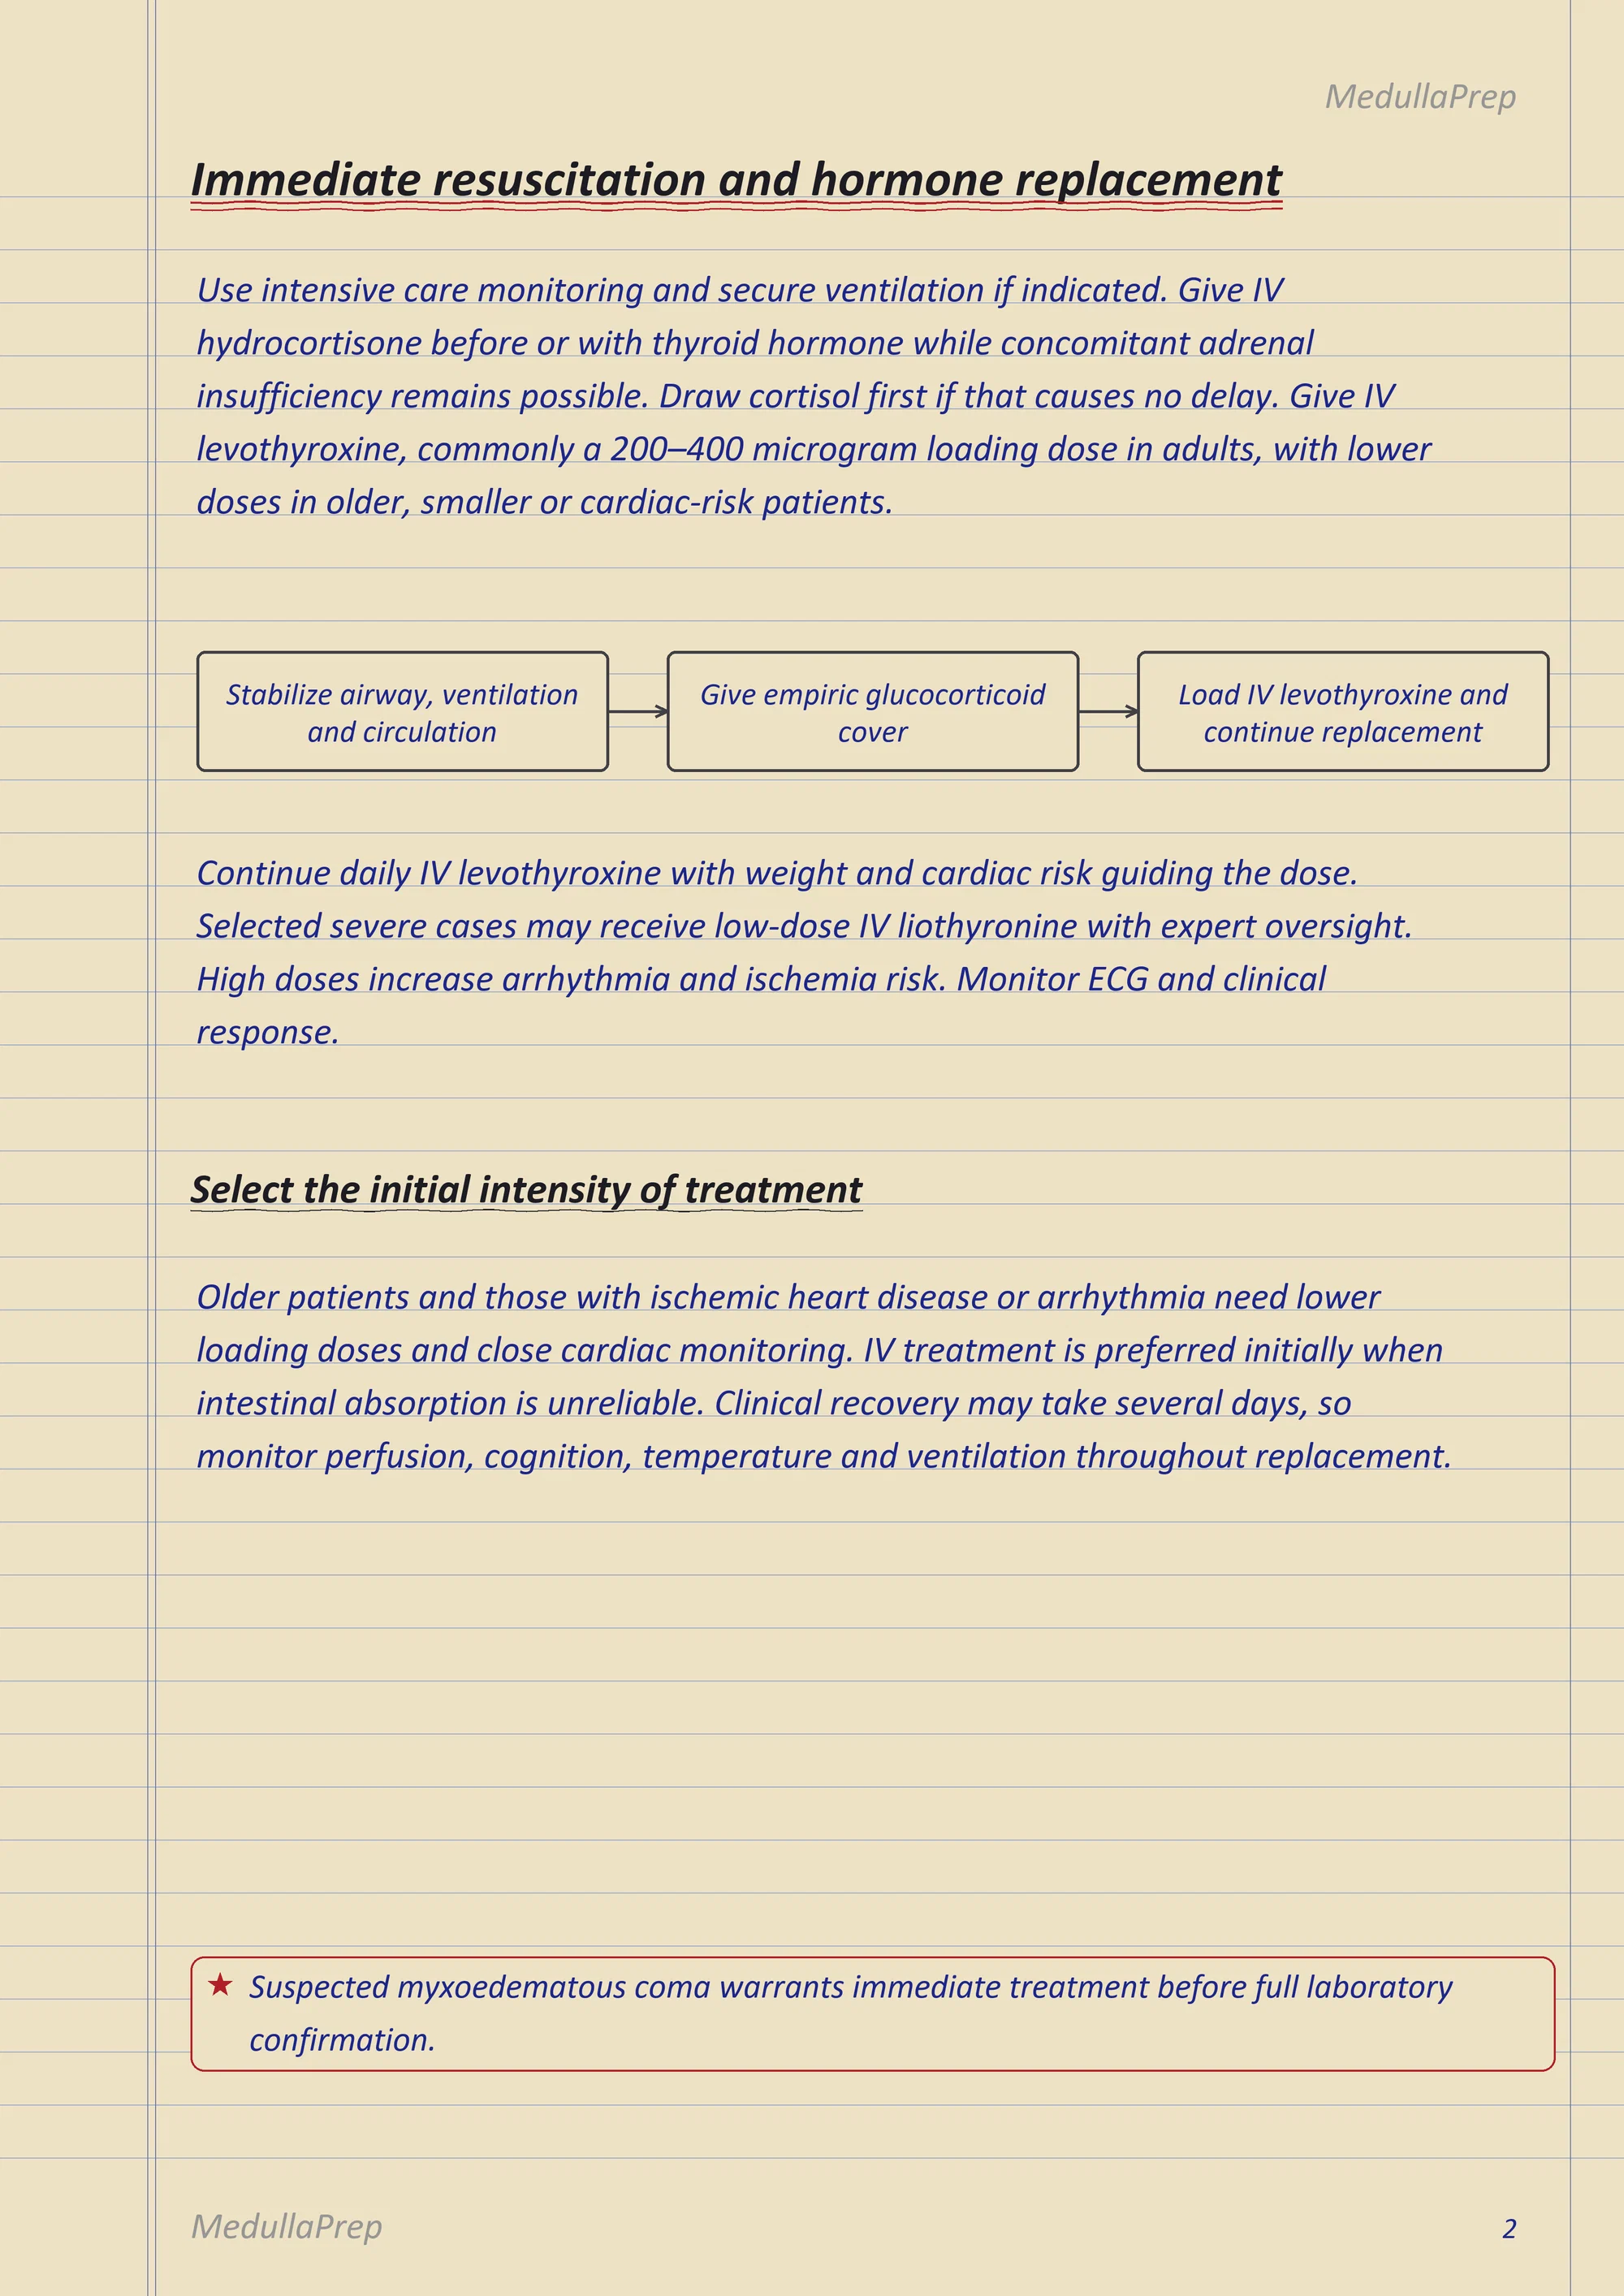 MedullaPrep
Immediate resuscitation and hormone replacement
Use intensive care monitoring and secure ventilation if indicated. Give IV
hydrocortisone before or with thyroid hormone while concomitant adrenal
insufficiency remains possible. Draw cortisol first if that causes no delay. Give IV
levothyroxine, commonly a 200–400 microgram loading dose in adults, with lower
doses in older, smaller or cardiac-risk patients.
Stabilize airway, ventilation
and circulation
Give empiric glucocorticoid
cover
Load IV levothyroxine and
continue replacement
Continue daily IV levothyroxine with weight and cardiac risk guiding the dose.
Selected severe cases may receive low-dose IV liothyronine with expert oversight.
High doses increase arrhythmia and ischemia risk. Monitor ECG and clinical
response.
Select the initial intensity of treatment
Older patients and those with ischemic heart disease or arrhythmia need lower
loading doses and close cardiac monitoring. IV treatment is preferred initially when
intestinal absorption is unreliable. Clinical recovery may take several days, so
monitor perfusion, cognition, temperature and ventilation throughout replacement.
★ Suspected myxoedematous coma warrants immediate treatment before full laboratory
confirmation.
MedullaPrep
2